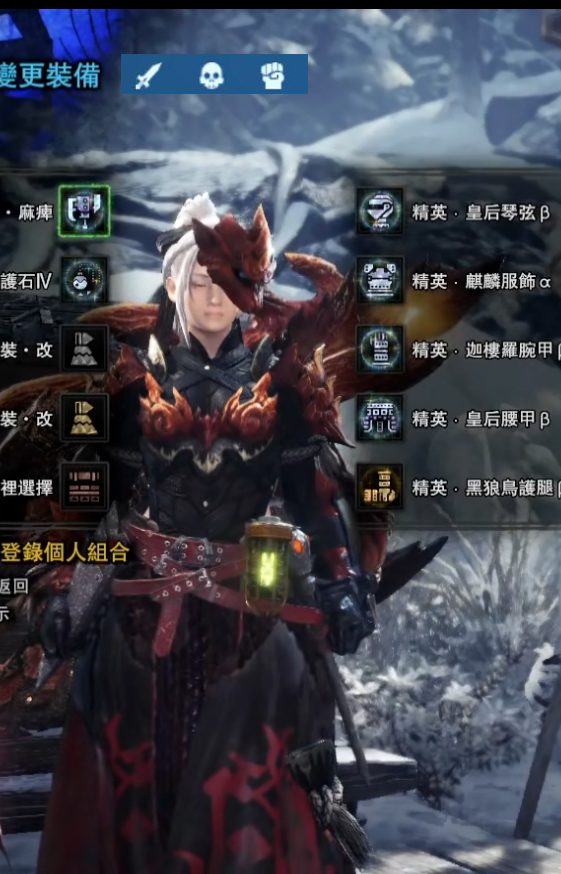 變更裝備
・麻痺
護石Ⅳ
裝・改
裝・改
裡選擇
登錄個人組合
返回
示
精英・皇后琴弦β
精英・麒麟服飾α
精英・迦樓羅腕甲β
精英・皇后腰甲β
精英・黑狼鳥護腿β